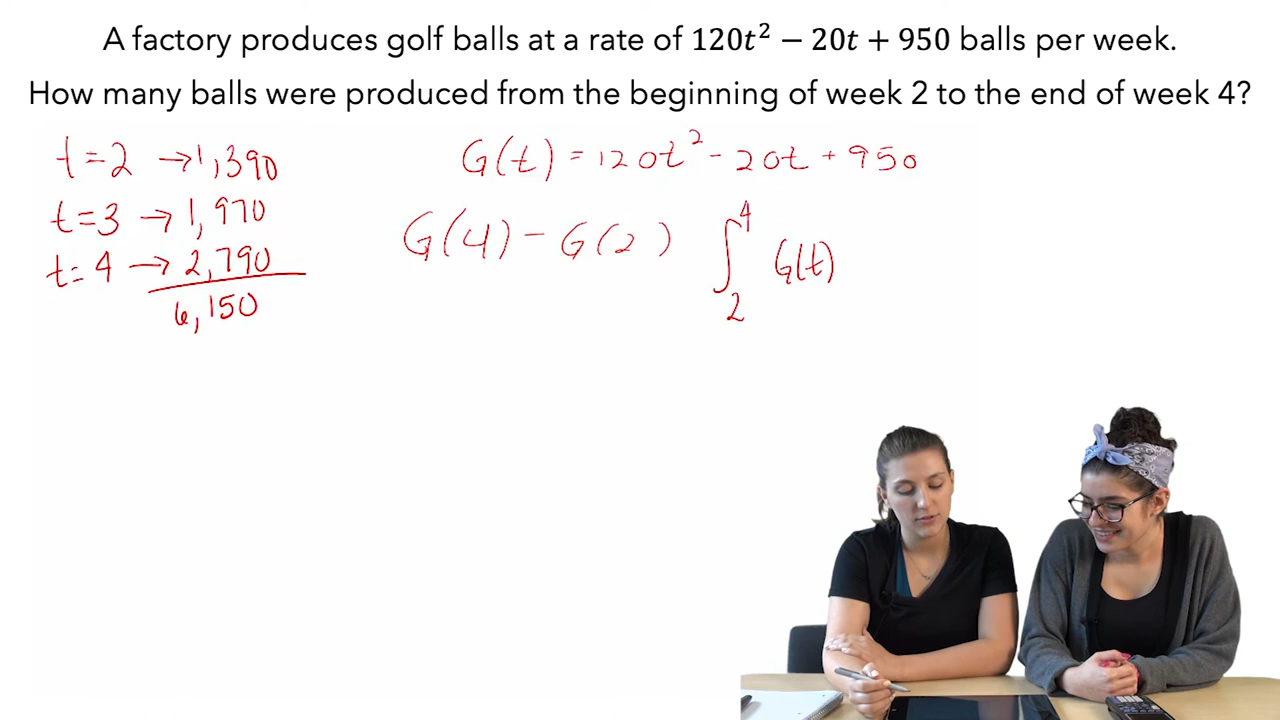 A factory produces golf balls at a rate of 120𝑡² − 20𝑡 + 950 balls per week.
How many balls were produced from the beginning of week 2 to the end of week 4?
t=2 → 1,390
t=3 → 1,970
t=4 → 2,790
6,150
G(t) = 120t² - 20t + 950
G(4) - G(2) ∫₂⁴ G(t)